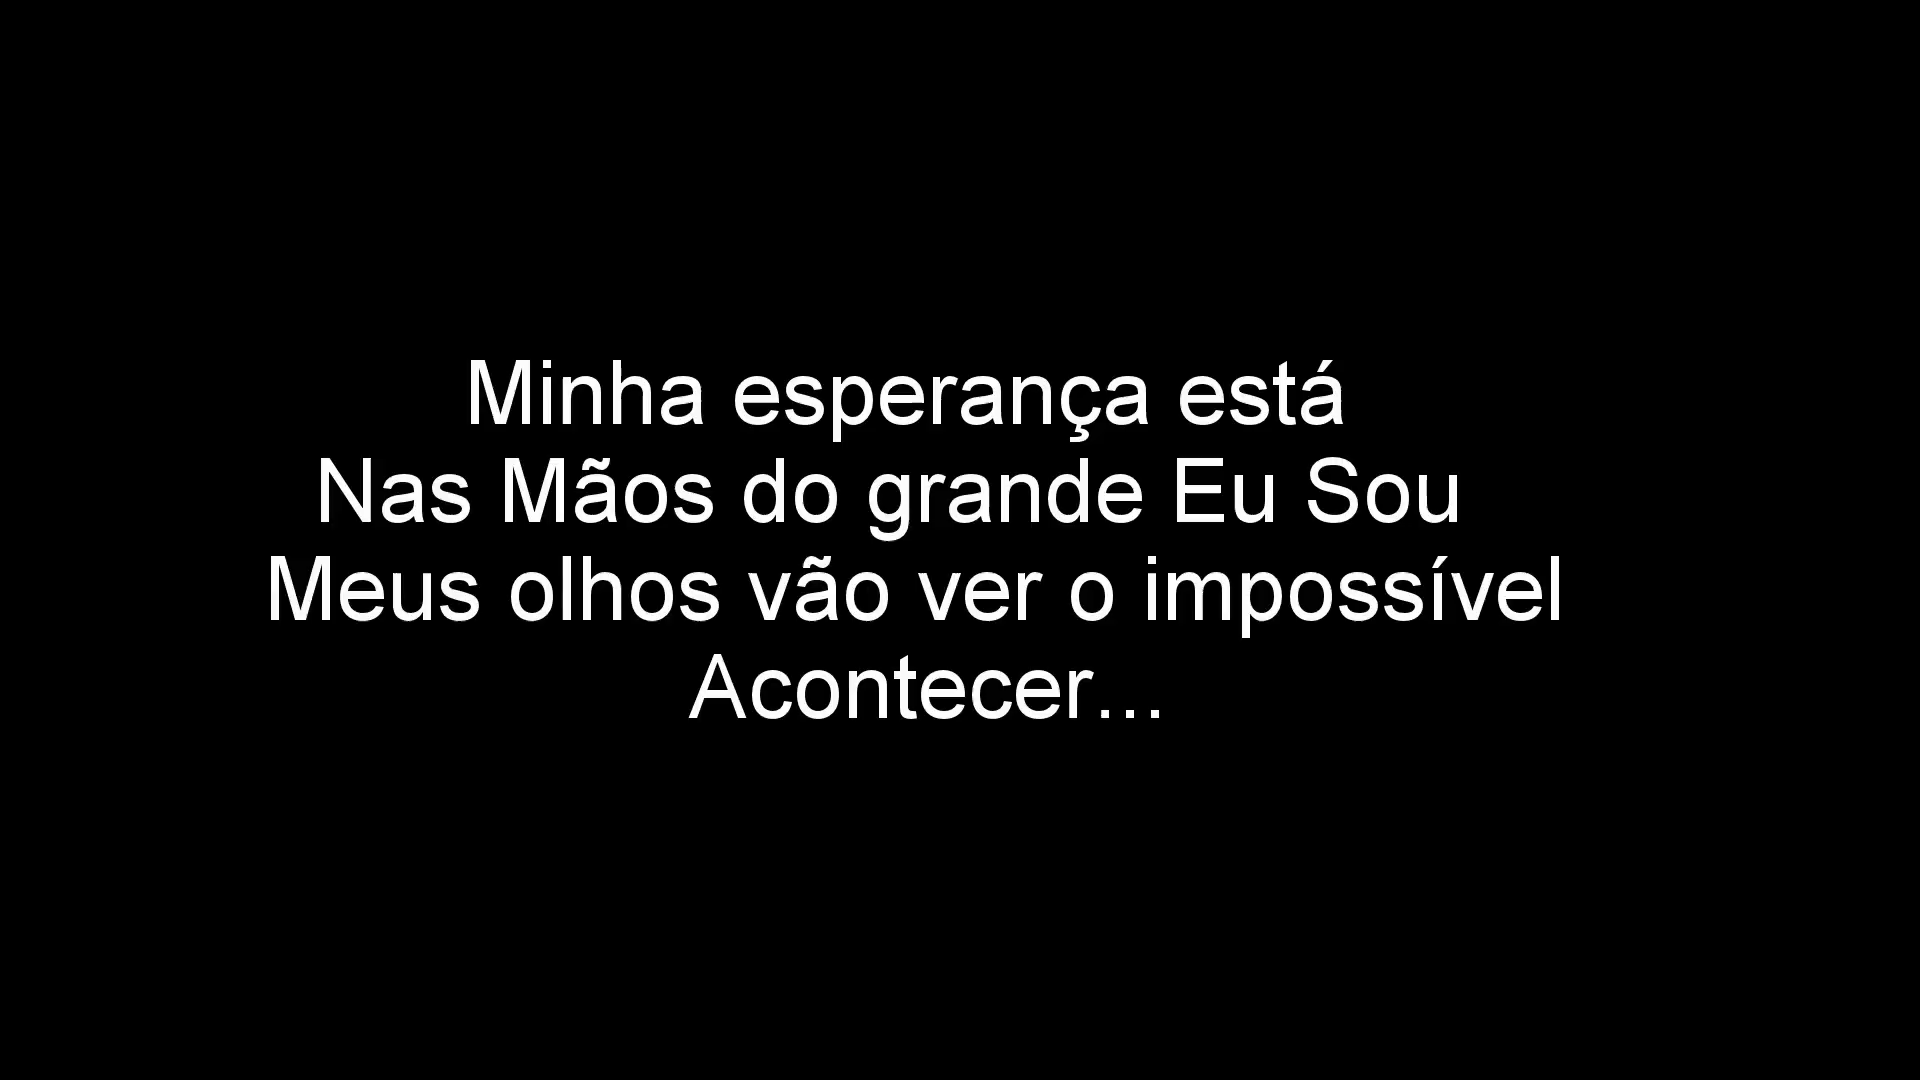 Minha esperança está
Nas Mãos do grande Eu Sou
Meus olhos vão ver o impossível
Acontecer...